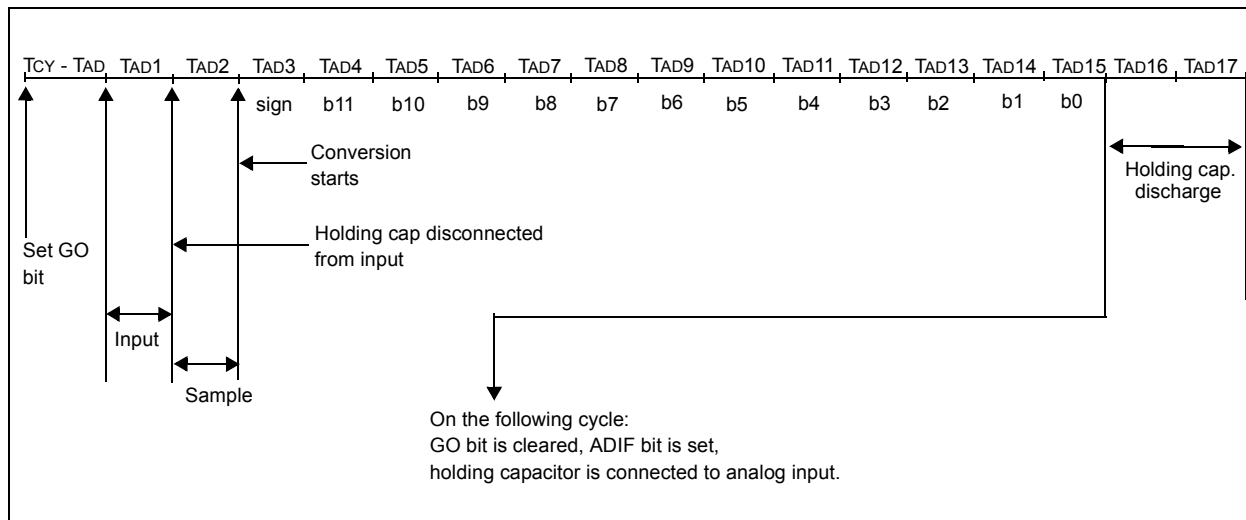 TCY - TAD TAD1 TAD2 TAD3 TAD4 TAD5 TAD6 TAD7 TAD8 TAD9 TAD10 TAD11 TAD12 TAD13 TAD14 TAD15 TAD16 TAD17
sign b11 b10 b9 b8 b7 b6 b5 b4 b3 b2 b1 b0
Conversion
starts
Holding cap.
discharge
Holding cap disconnected
from input
Set GO
bit
Input
Sample
On the following cycle:
GO bit is cleared, ADIF bit is set,
holding capacitor is connected to analog input.